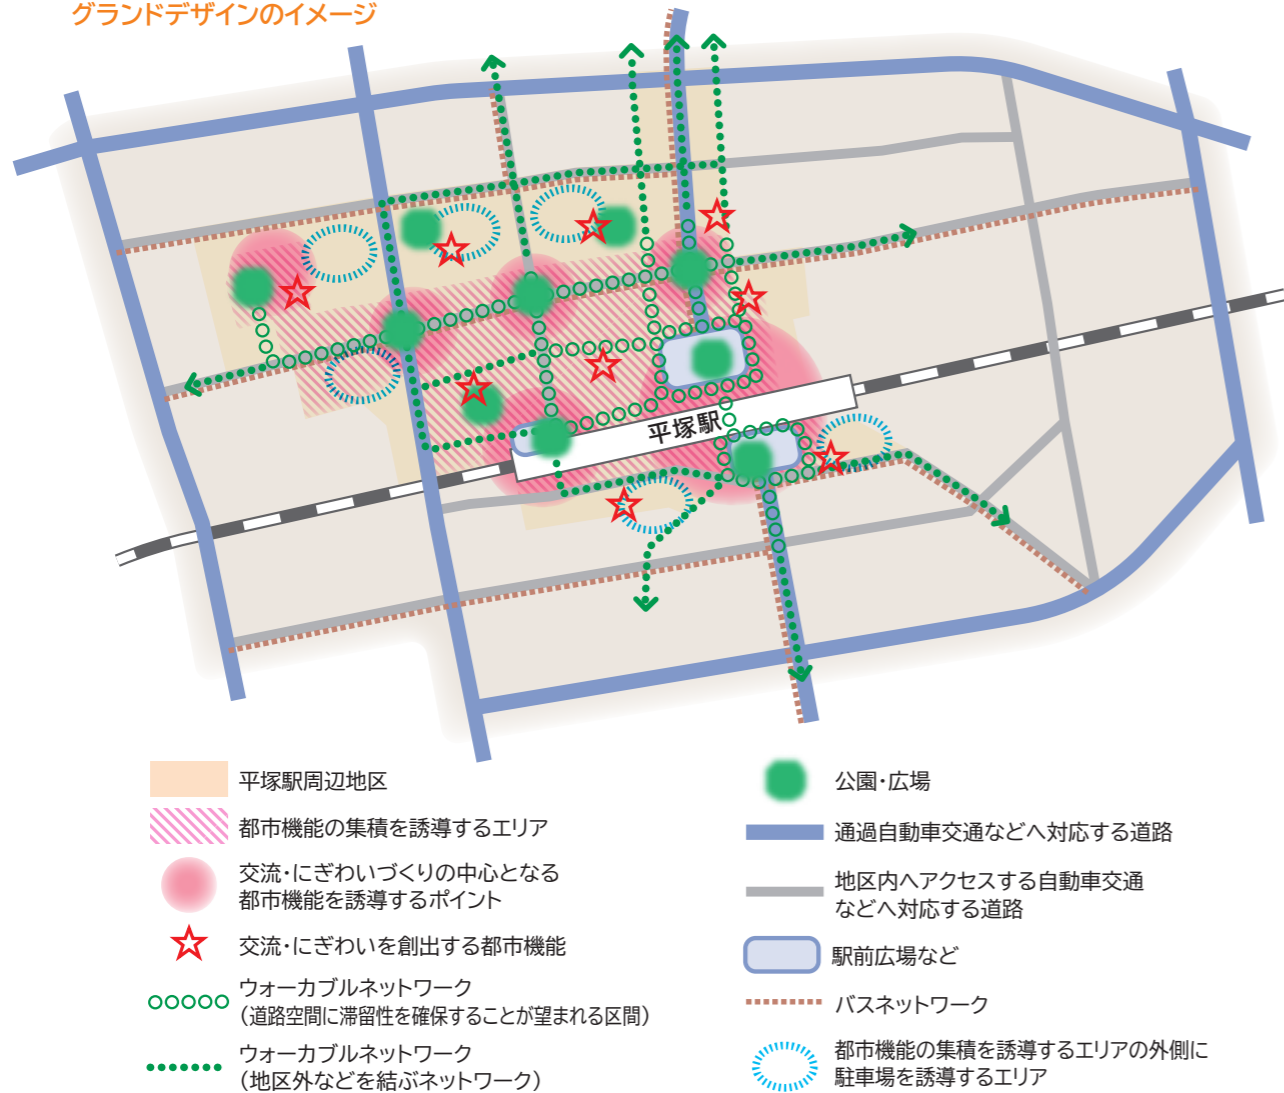 グランドデザインのイメージ
平塚駅
平塚駅周辺地区
都市機能の集積を誘導するエリア
交流・にぎわいづくりの中心となる
都市機能を誘導するポイント
交流・にぎわいを創出する都市機能
ウォーカブルネットワーク
（道路空間に滞留性を確保することが望まれる区間）
ウォーカブルネットワーク
（地区外などを結ぶネットワーク）
公園・広場
通過自動車交通などへ対応する道路
地区内へアクセスする自動車交通
などへ対応する道路
駅前広場など
バスネットワーク
都市機能の集積を誘導するエリアの外側に
駐車場を誘導するエリア